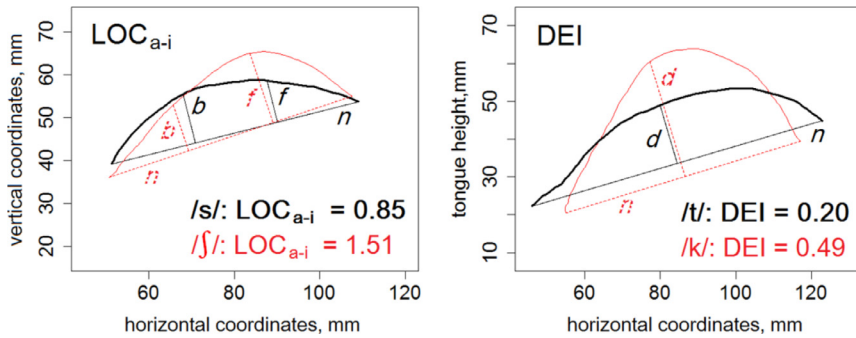 LOCa-i
vertical coordinates, mm
70
60
50
40
30
20
b
f
f
b
n
n
/s/: LOCa-i = 0.85
/ʃ/: LOCa-i = 1.51
60
80
100
120
horizontal coordinates, mm
DEI
tongue height,mm
70
50
30
10
d
d
n
n
/t/: DEI = 0.20
/k/: DEI = 0.49
40
60
80
100
120
horizontal coordinates, mm